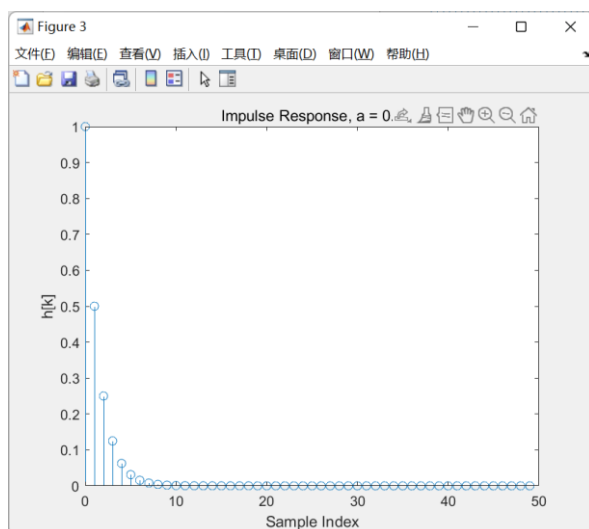 Figure 3
文件(F) 编辑(E) 查看(V) 插入(I) 工具(T) 桌面(D) 窗口(W) 帮助(H)
Impulse Response, a = 0.
1
0.9
0.8
0.7
0.6
0.5
0.4
0.3
0.2
0.1
0
h[k]
0 10 20 30 40 50
Sample Index